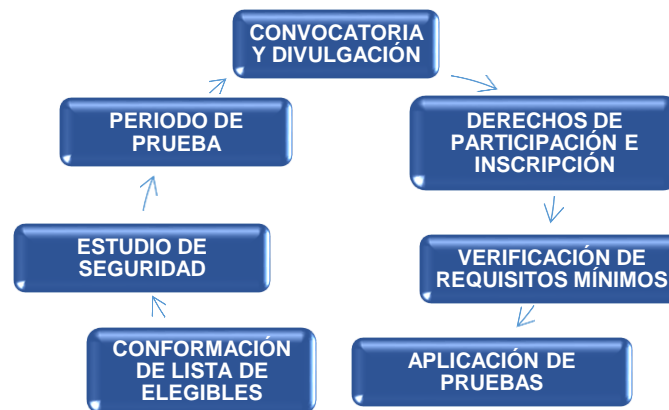 CONVOCATORIA
Y DIVULGACIÓN
DERECHOS DE
PARTICIPACIÓN E
INSCRIPCIÓN
VERIFICACIÓN DE
REQUISITOS MÍNIMOS
APLICACIÓN DE
PRUEBAS
CONFORMACIÓN
DE LISTA DE
ELEGIBLES
ESTUDIO DE
SEGURIDAD
PERIODO DE
PRUEBA